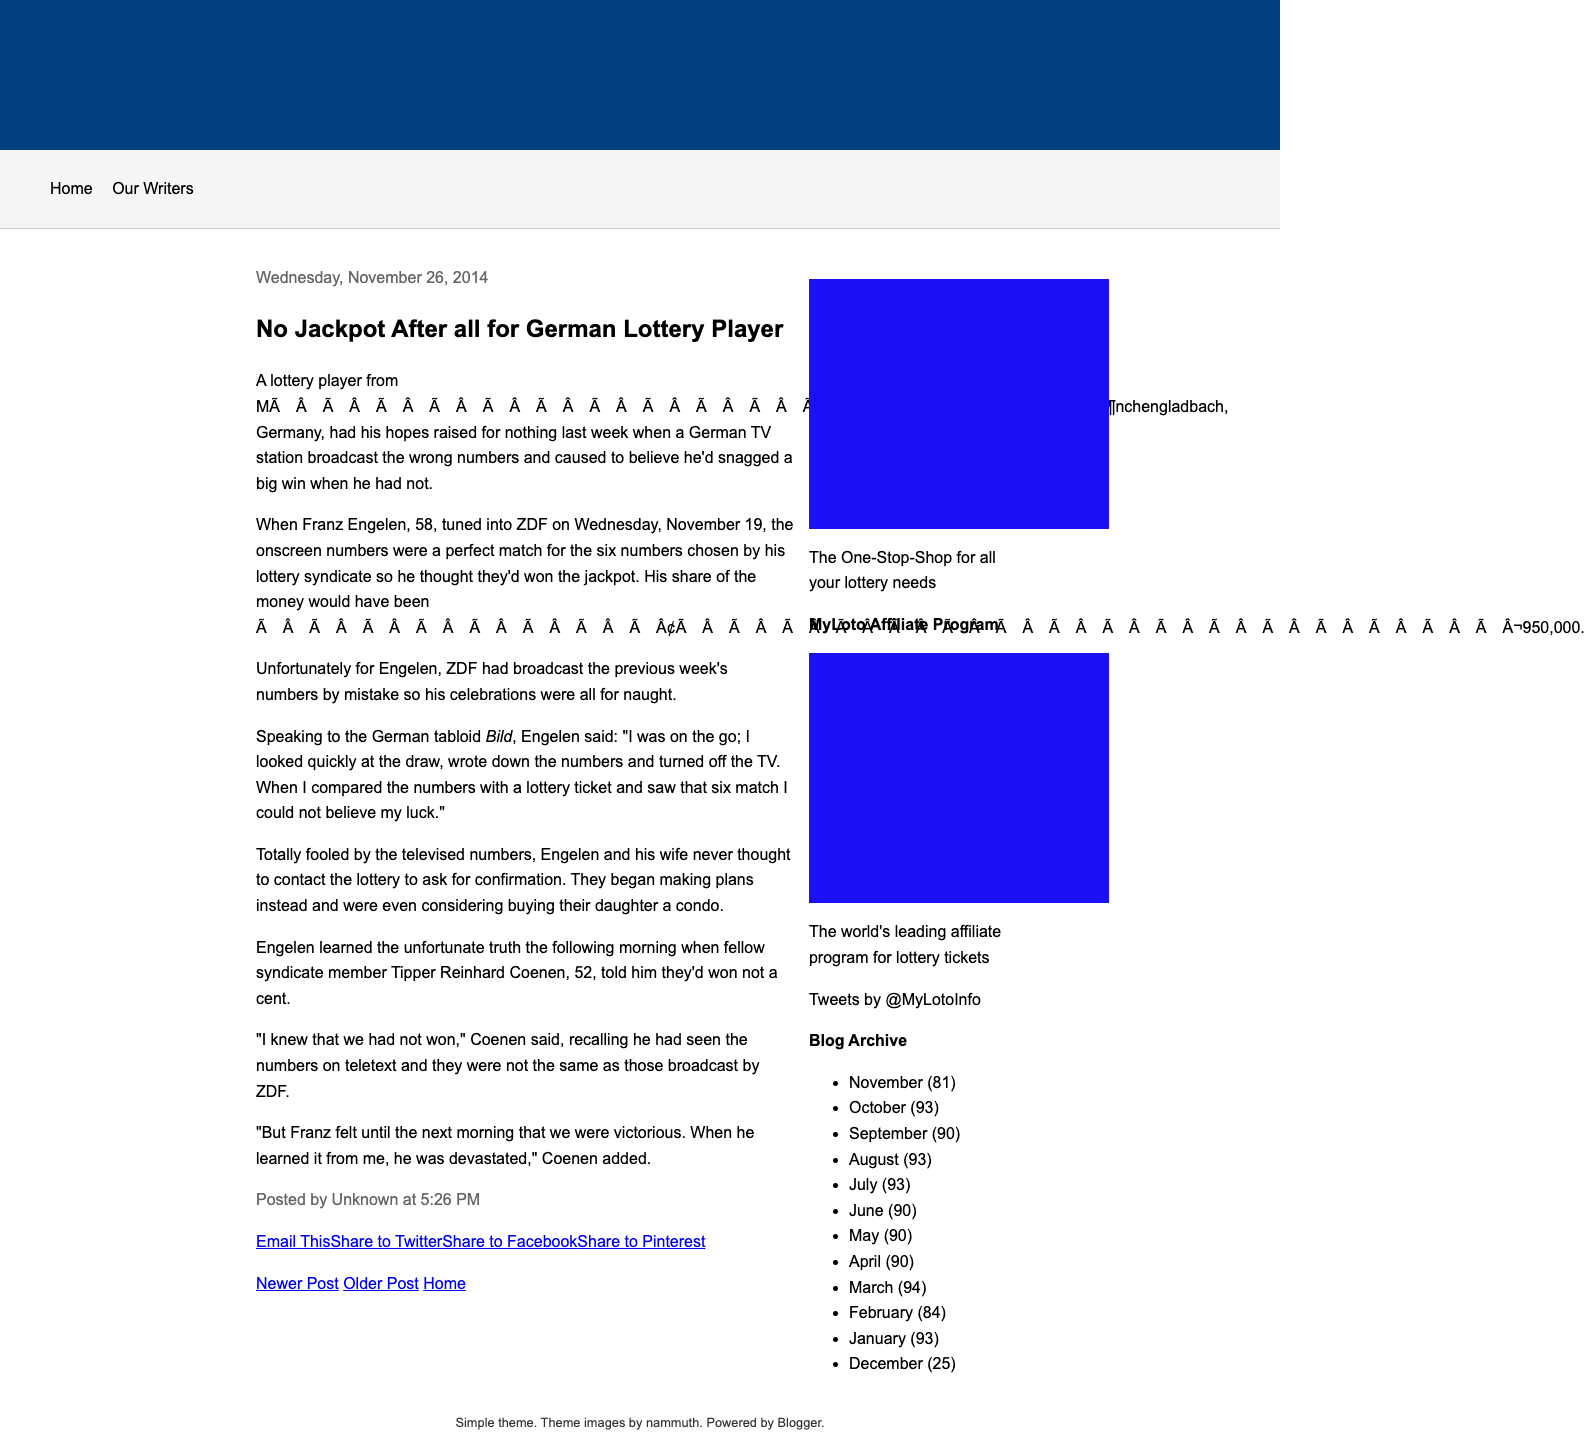 Home Our Writers
Wednesday, November 26, 2014
No Jackpot After all for German Lottery Player
A lottery player from
nchengladbach,
Germany, had his hopes raised for nothing last week when a German TV
station broadcast the wrong numbers and caused to believe he'd snagged a
big win when he had not.
When Franz Engelen, 58, tuned into ZDF on Wednesday, November 19, the
onscreen numbers were a perfect match for the six numbers chosen by his
lottery syndicate so he thought they'd won the jackpot. His share of the
money would have been
950,000.
Unfortunately for Engelen, ZDF had broadcast the previous week's
numbers by mistake so his celebrations were all for naught.
Speaking to the German tabloid Bild, Engelen said: "I was on the go; I
looked quickly at the draw, wrote down the numbers and turned off the TV.
When I compared the numbers with a lottery ticket and saw that six match I
could not believe my luck."
Totally fooled by the televised numbers, Engelen and his wife never thought
to contact the lottery to ask for confirmation. They began making plans
instead and were even considering buying their daughter a condo.
Engelen learned the unfortunate truth the following morning when fellow
syndicate member Tipper Reinhard Coenen, 52, told him they'd won not a
cent.
"I knew that we had not won," Coenen said, recalling he had seen the
numbers on teletext and they were not the same as those broadcast by
ZDF.
"But Franz felt until the next morning that we were victorious. When he
learned it from me, he was devastated," Coenen added.
Posted by Unknown at 5:26 PM
Email ThisShare to TwitterShare to FacebookShare to Pinterest
Newer Post Older Post Home
The One-Stop-Shop for all
your lottery needs
MyLoto Affiliate Program
The world's leading affiliate
program for lottery tickets
Tweets by @MyLotoInfo
Blog Archive
November (81)
October (93)
September (90)
August (93)
July (93)
June (90)
May (90)
April (90)
March (94)
February (84)
January (93)
December (25)
Simple theme. Theme images by nammuth. Powered by Blogger.